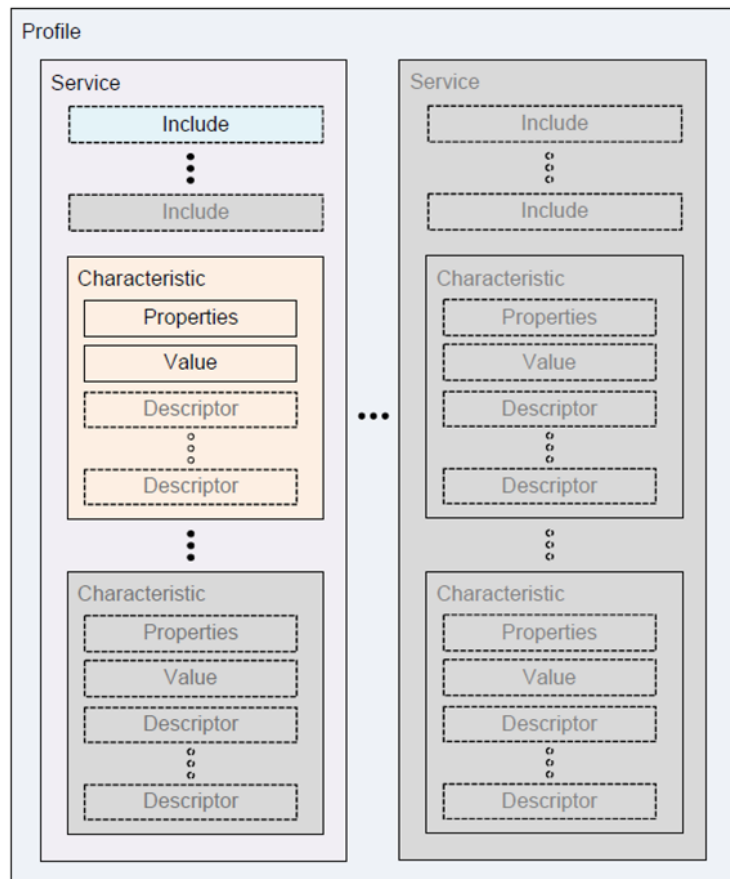 Profile
Service
Include
Include
Characteristic
Properties
Value
Descriptor
Descriptor
Characteristic
Properties
Value
Descriptor
Descriptor
Service
Include
Include
Characteristic
Properties
Value
Descriptor
Descriptor
Characteristic
Properties
Value
Descriptor
Descriptor